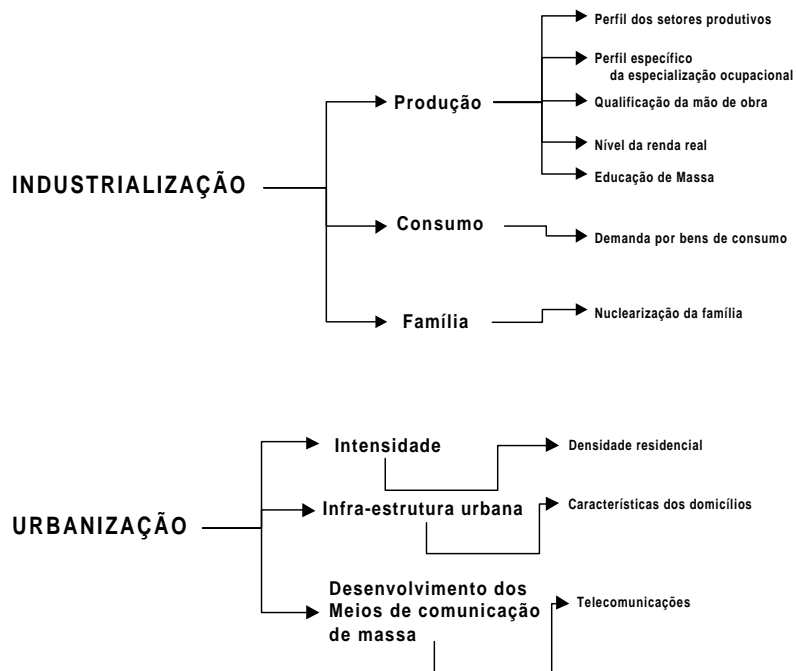 INDUSTRIALIZAÇÃO
Produção
Perfil dos setores produtivos
Perfil específico
da especialização ocupacional
Qualificação da mão de obra
Nível da renda real
Educação de Massa
Consumo
Demanda por bens de consumo
Família
Nuclearização da família
URBANIZAÇÃO
Intensidade
Densidade residencial
Infra-estrutura urbana
Características dos domicílios
Desenvolvimento dos
Meios de comunicação
de massa
Telecomunicações